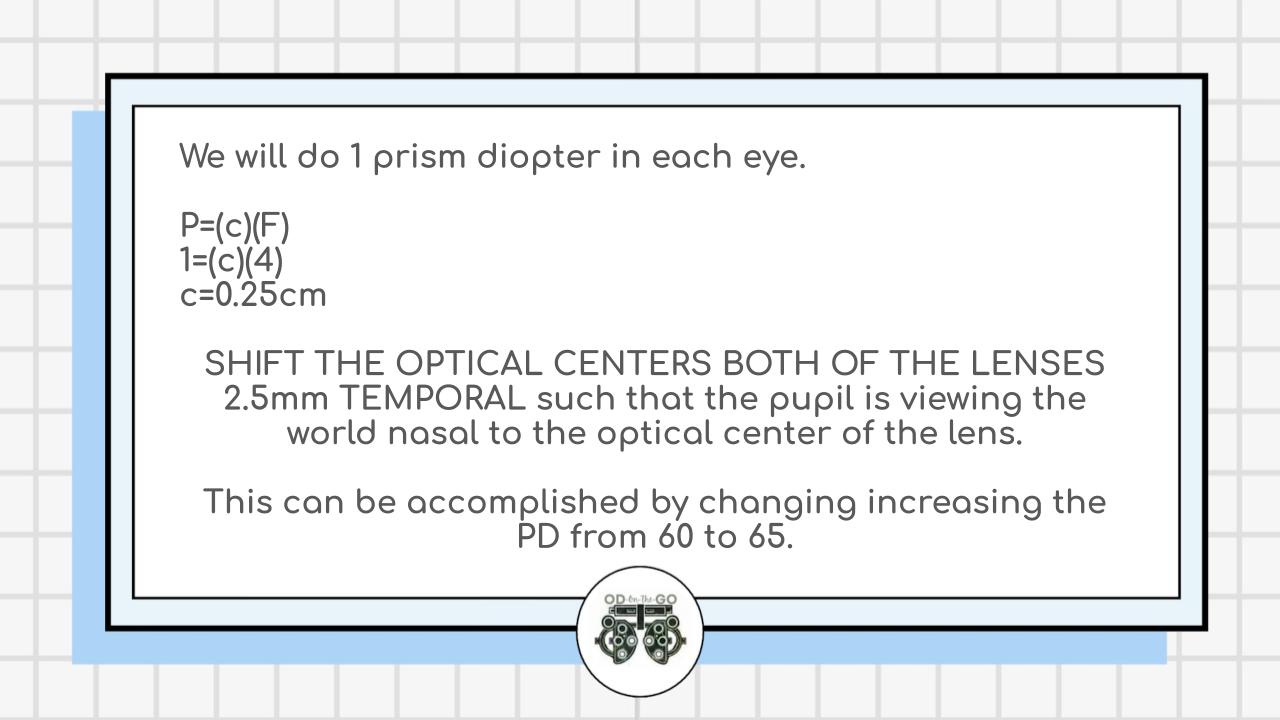 We will do 1 prism diopter in each eye.
P=(c)(F)
1=(c)(4)
c=0.25cm
SHIFT THE OPTICAL CENTERS BOTH OF THE LENSES
2.5mm TEMPORAL such that the pupil is viewing the
world nasal to the optical center of the lens.
This can be accomplished by changing increasing the
PD from 60 to 65.
OD-On-The-GO